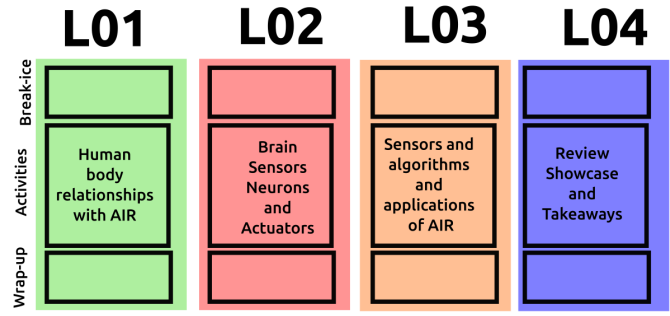 L01
L02
L03
L04
Break-ice
Activities
Wrap-up
Human
body
relationships
with AIR
Brain
Sensors
Neurons
and
Actuators
Sensors and
algorithms
and
applications
of AIR
Review
Showcase
and
Takeaways